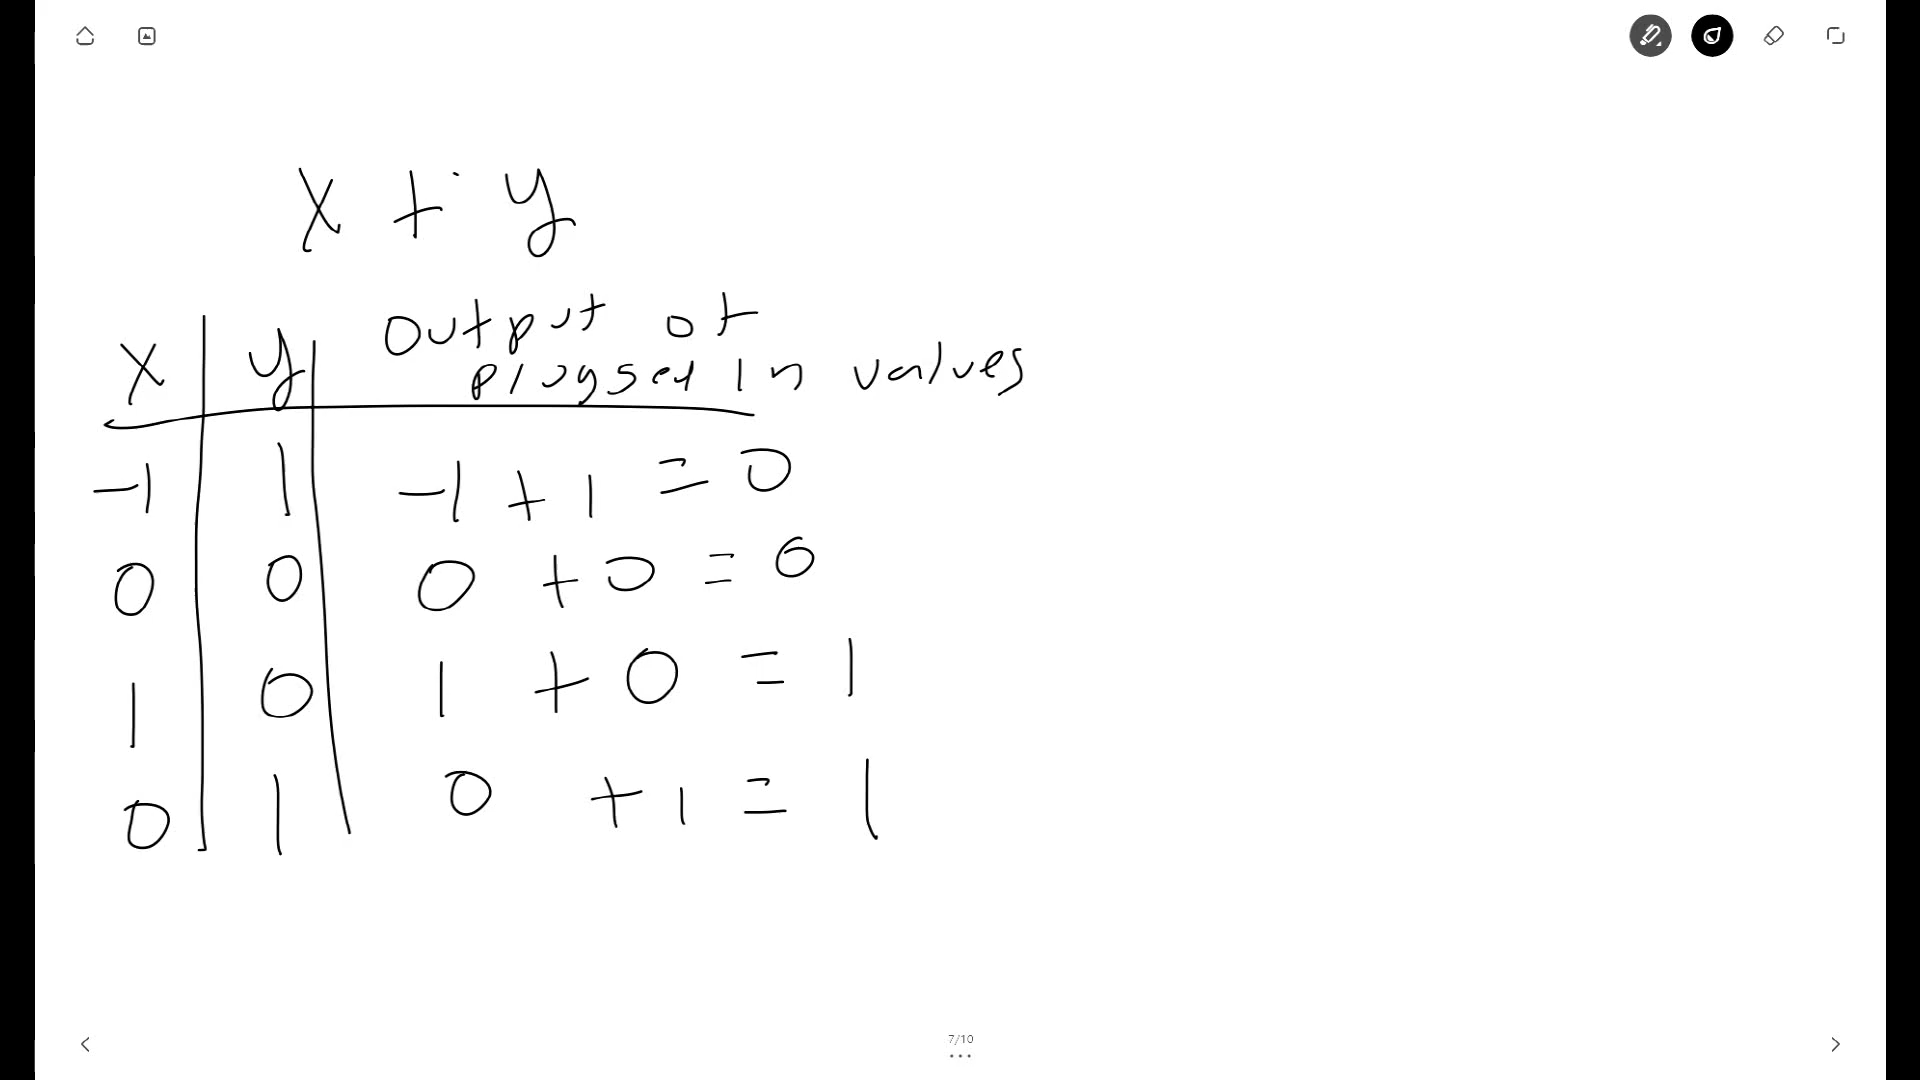 x + y
x y output of
plugged in values
-1 1 -1 + 1 = 0
0 0 0 + 0 = 0
1 0 1 + 0 = 1
0 1 0 + 1 = 1
7/10